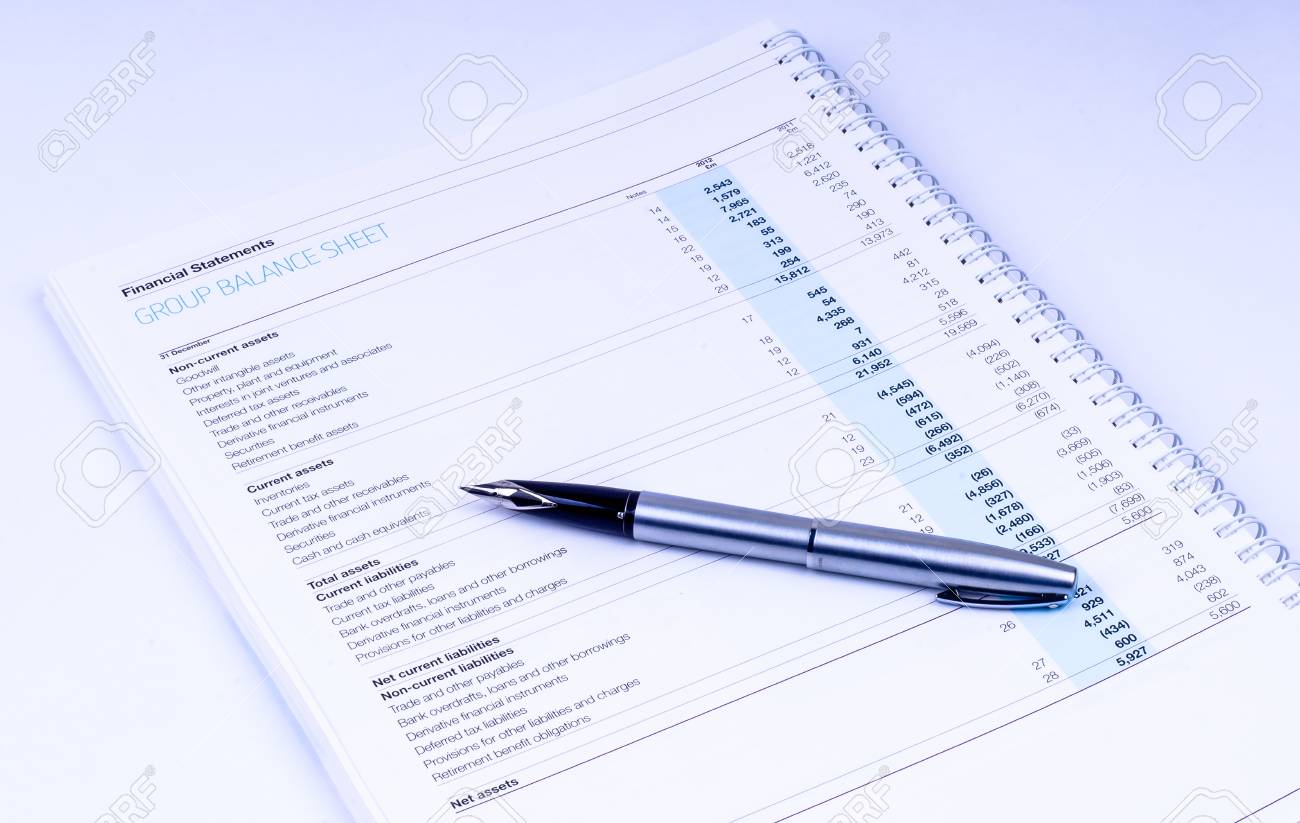 Financial Statements
GROUP BALANCE SHEET
31 December Notes 2012 £m 2011 £m
Non-current assets
Goodwill 14 2,543 2,518
Other intangible assets 14 1,579 1,221
Property, plant and equipment 15 7,965 6,412
Interests in joint ventures and associates 16 2,721 2,620
Deferred tax assets 22 183 235
Trade and other receivables 18 55 74
Derivative financial instruments 19 313 290
Securities 12 199 190
Retirement benefit assets 29 254 413
15,812 13,973
Current assets
Inventories 17 545 442
Current tax assets 54 81
Trade and other receivables 18 4,335 4,212
Derivative financial instruments 19 268 315
Securities 12 7 28
Cash and cash equivalents 12 931 518
6,140 5,596
Total assets 21,952 19,569
Current liabilities
Trade and other payables 21 (4,545) (4,094)
Current tax liabilities (594) (226)
Bank overdrafts, loans and other borrowings 12 (472) (502)
Derivative financial instruments 19 (615) (1,140)
Provisions for other liabilities and charges 23 (266) (308)
(6,492) (6,270)
Net current liabilities (352) (674)
Non-current liabilities
Trade and other payables 21 (26) (33)
Bank overdrafts, loans and other borrowings 12 (4,856) (3,669)
Derivative financial instruments (327) (505)
Deferred tax liabilities (1,678) (1,506)
Provisions for other liabilities and charges (2,480) (1,903)
Retirement benefit obligations (166) (83)
(7,699)
Net assets 5,600
26 319
929 874
4,511 4,043
27 (434) (238)
28 600 602
5,927 5,600
123RF